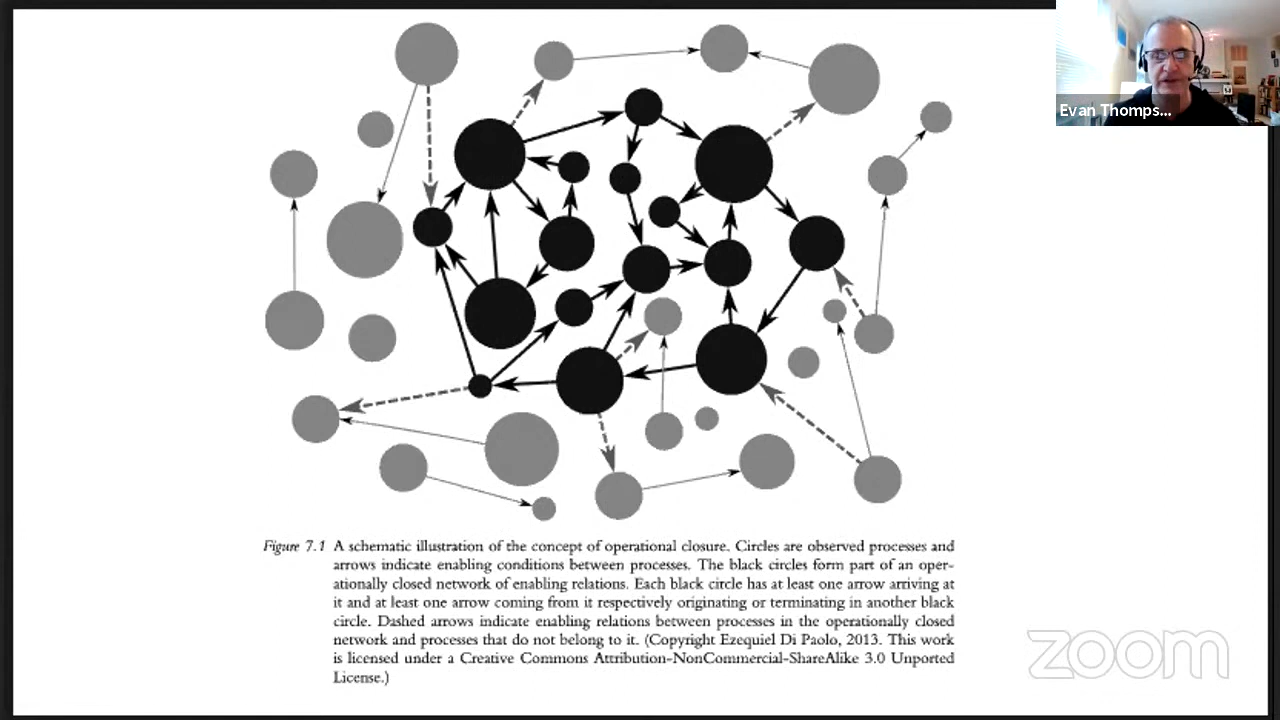 Evan Thomps...
Figure 7.1 A schematic illustration of the concept of operational closure. Circles are observed processes and
arrows indicate enabling conditions between processes. The black circles form part of an oper-
ationally closed network of enabling relations. Each black circle has at least one arrow arriving at
it and at least one arrow coming from it respectively originating or terminating in another black
circle. Dashed arrows indicate enabling relations between processes in the operationally closed
network and processes that do not belong to it. (Copyright Ezequiel Di Paolo, 2013. This work
is licensed under a Creative Commons Attribution-NonCommercial-ShareAlike 3.0 Unported
License.)
zoom